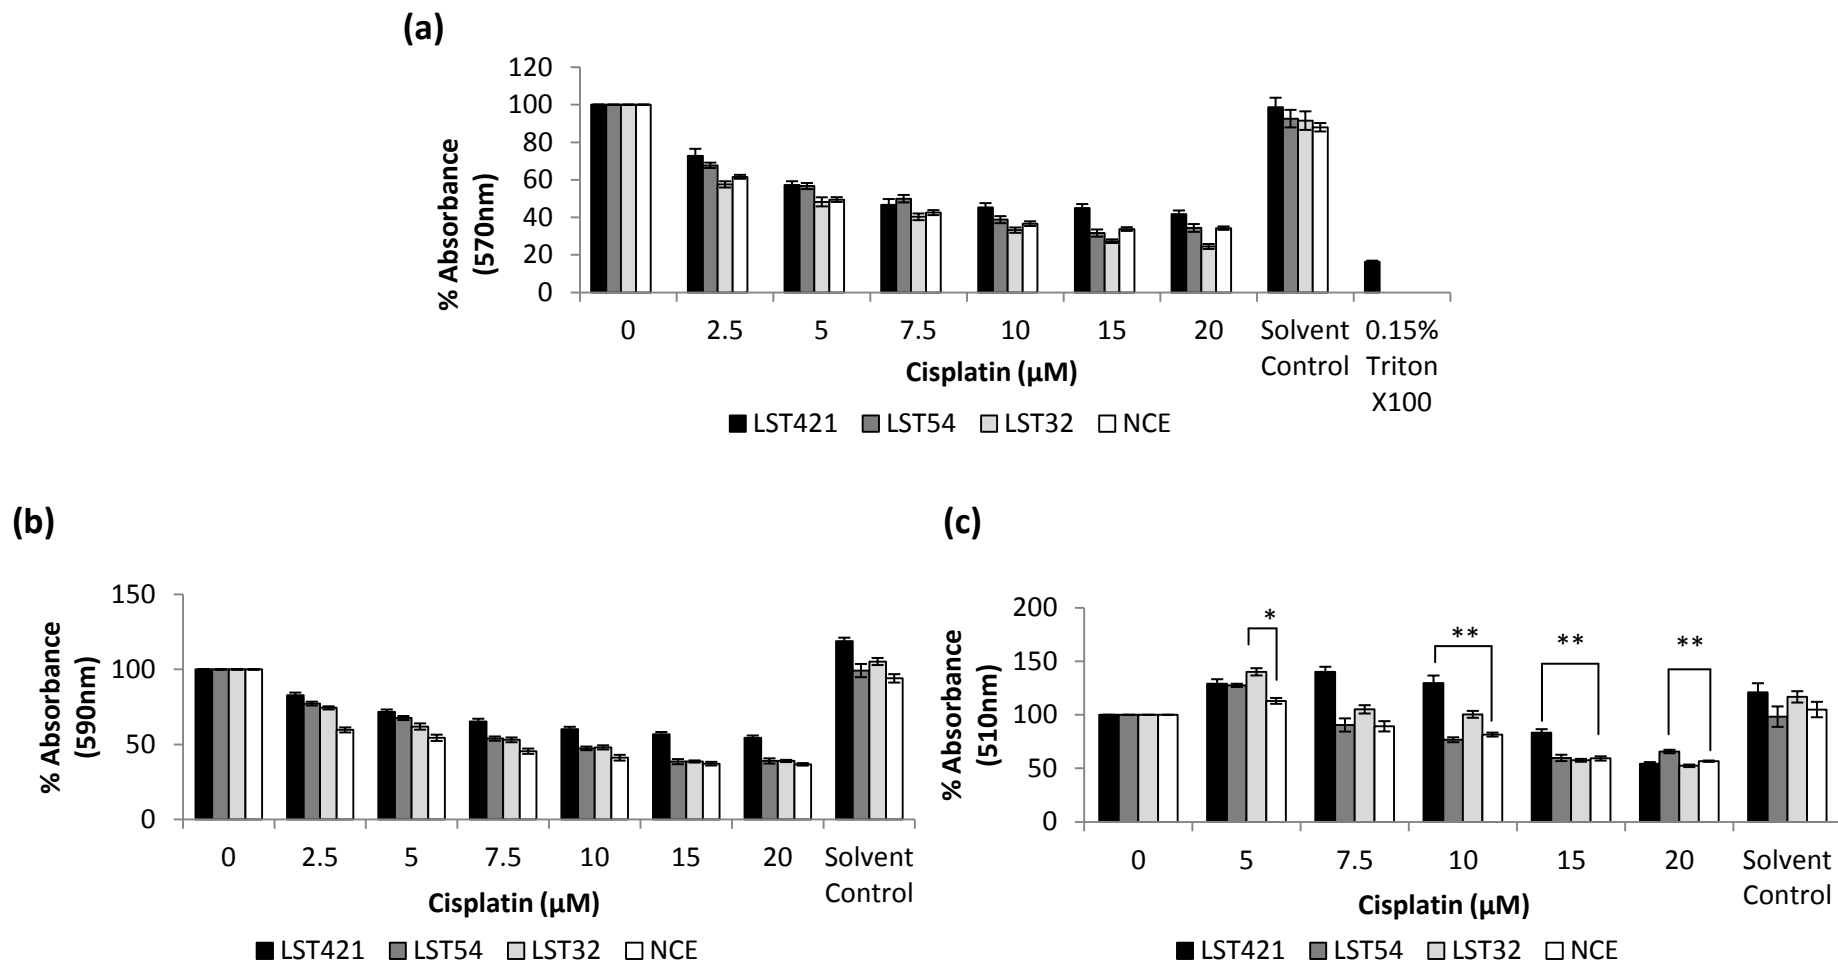 (a)
120
100
80
60
40
20
0
% Absorbance
(570nm)
0 2.5 5 7.5 10 15 20 Solvent 0.15%
Control Triton
X100
Cisplatin (µM)
LST421 LST54 LST32 NCE
(b)
150
100
50
0
% Absorbance
(590nm)
0 2.5 5 7.5 10 15 20 Solvent
Control
Cisplatin (µM)
LST421 LST54 LST32 NCE
(c)
200
150
100
50
0
% Absorbance
(510nm)
* ** ** **
0 5 7.5 10 15 20 Solvent
Control
Cisplatin (µM)
LST421 LST54 LST32 NCE